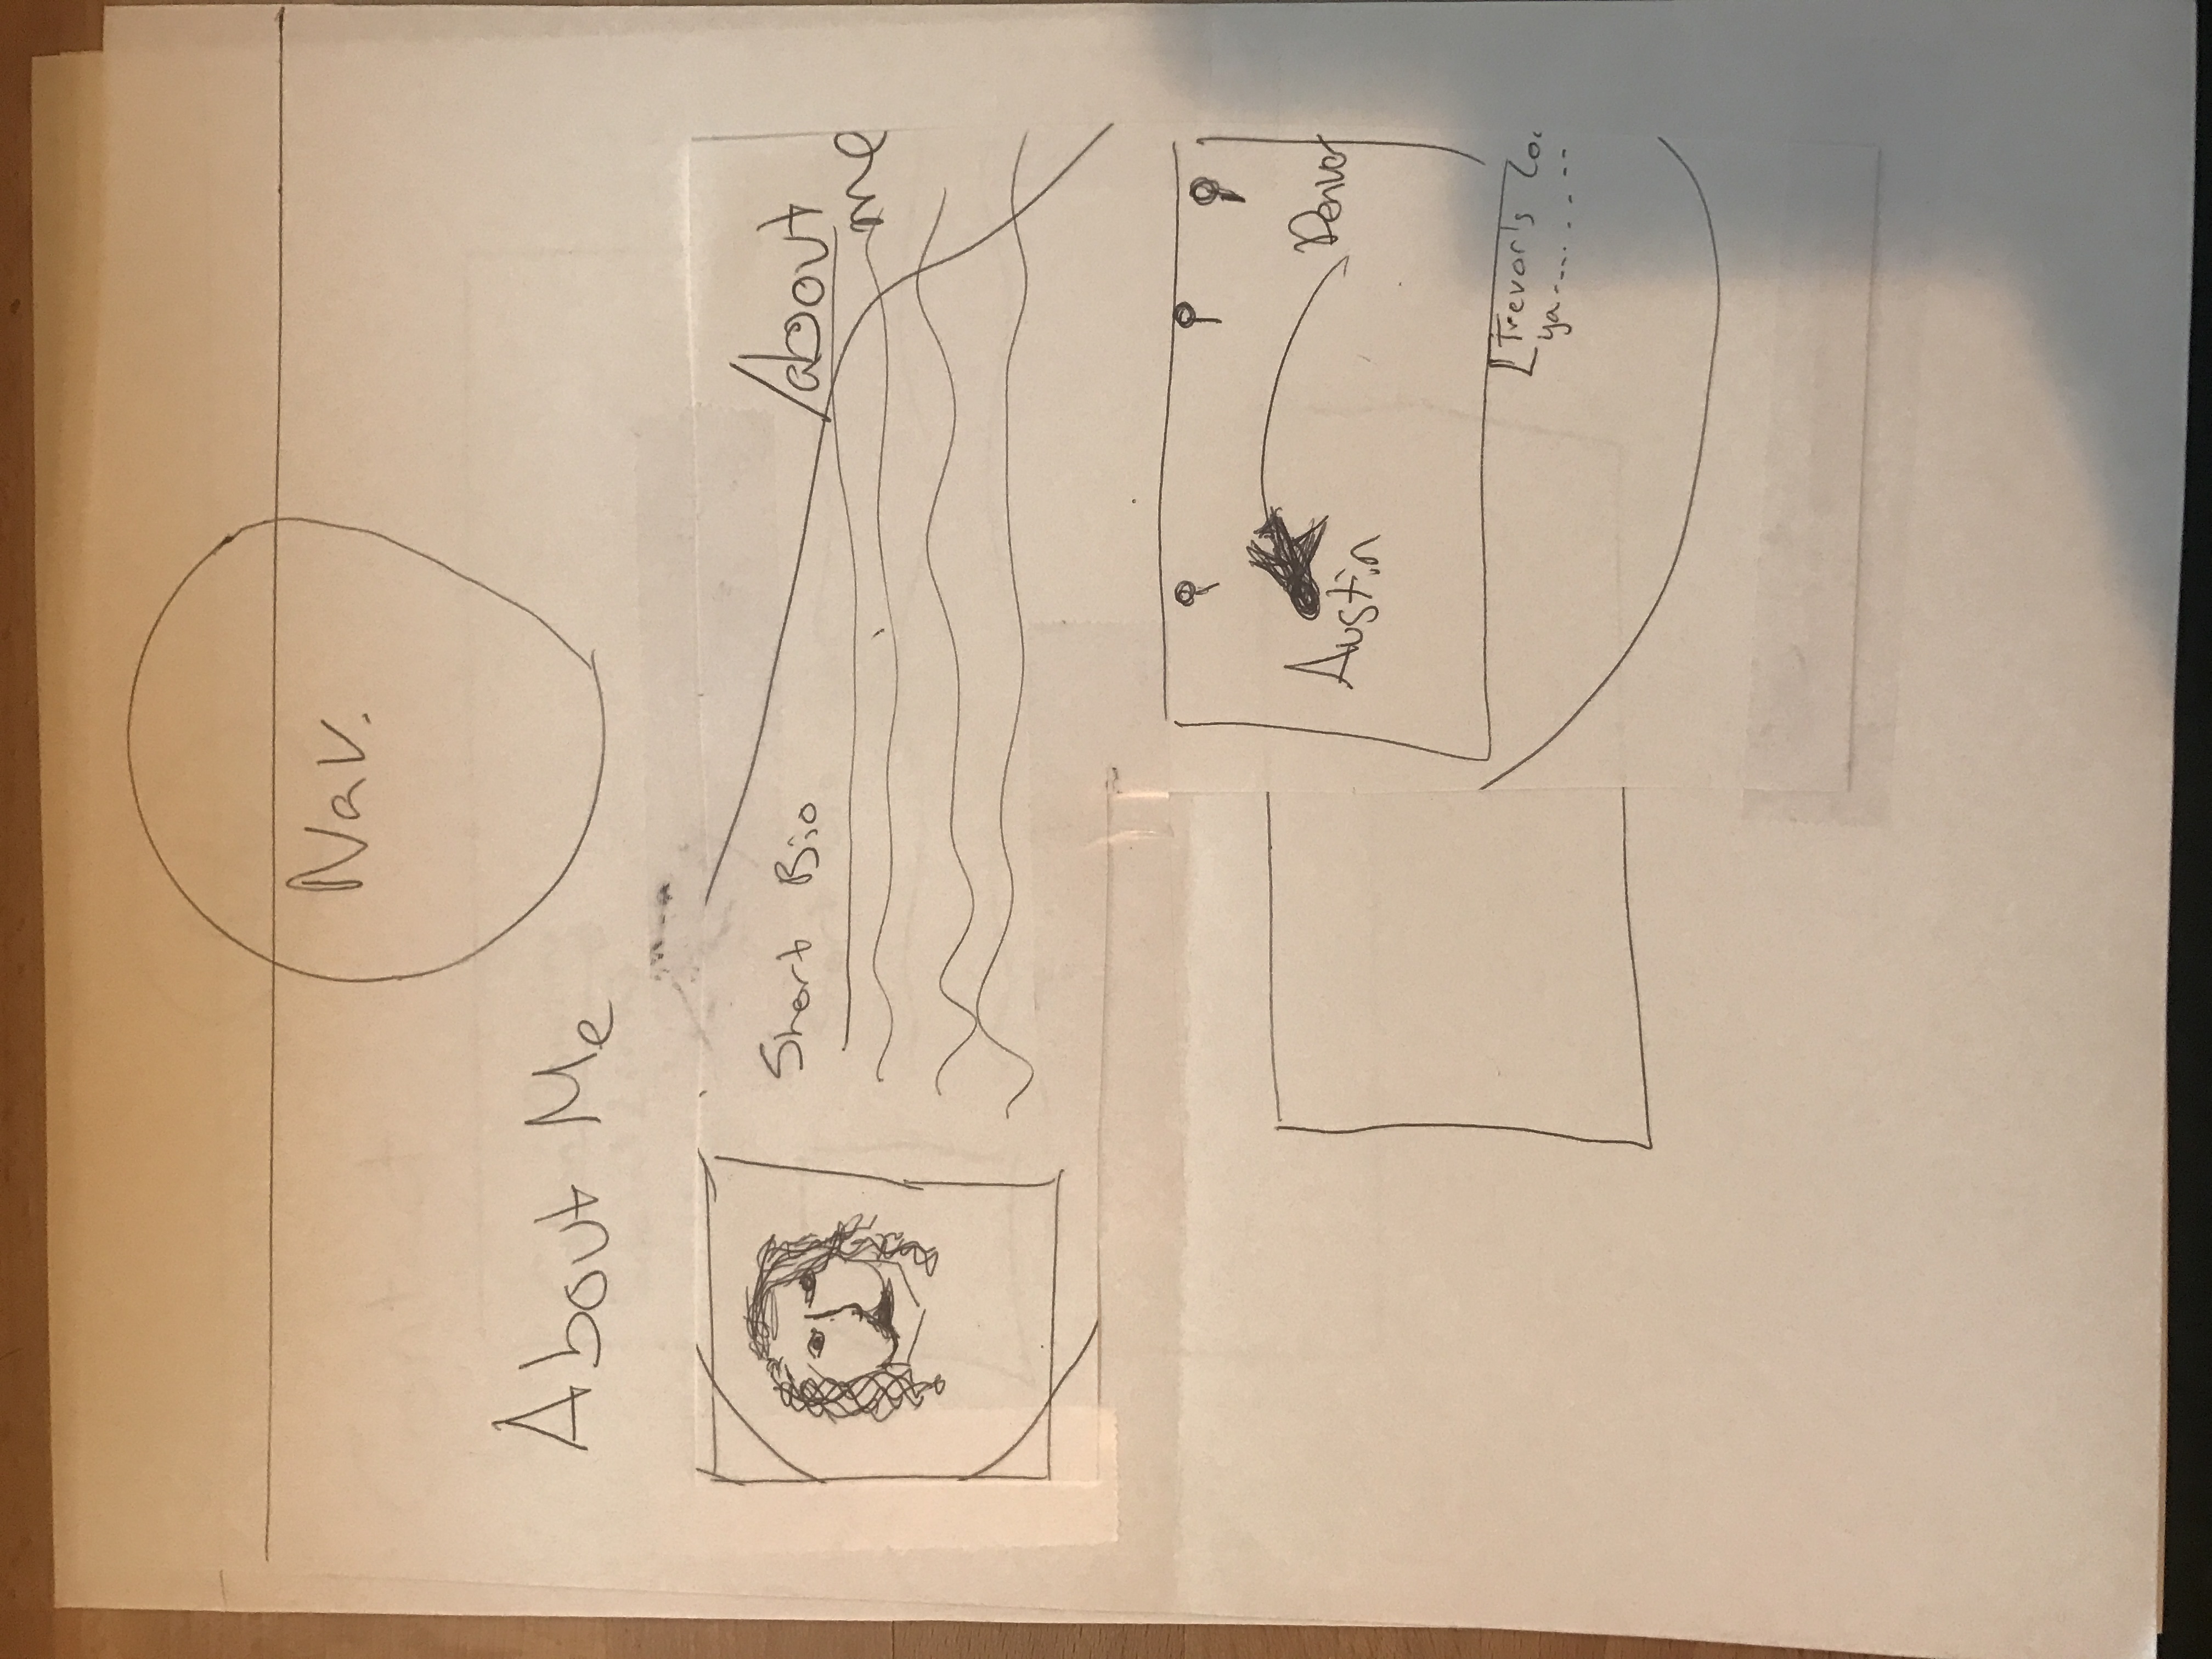 Nav.
About Me
Short Bio
/about
me
Austin
Denver
Trevor's
ya